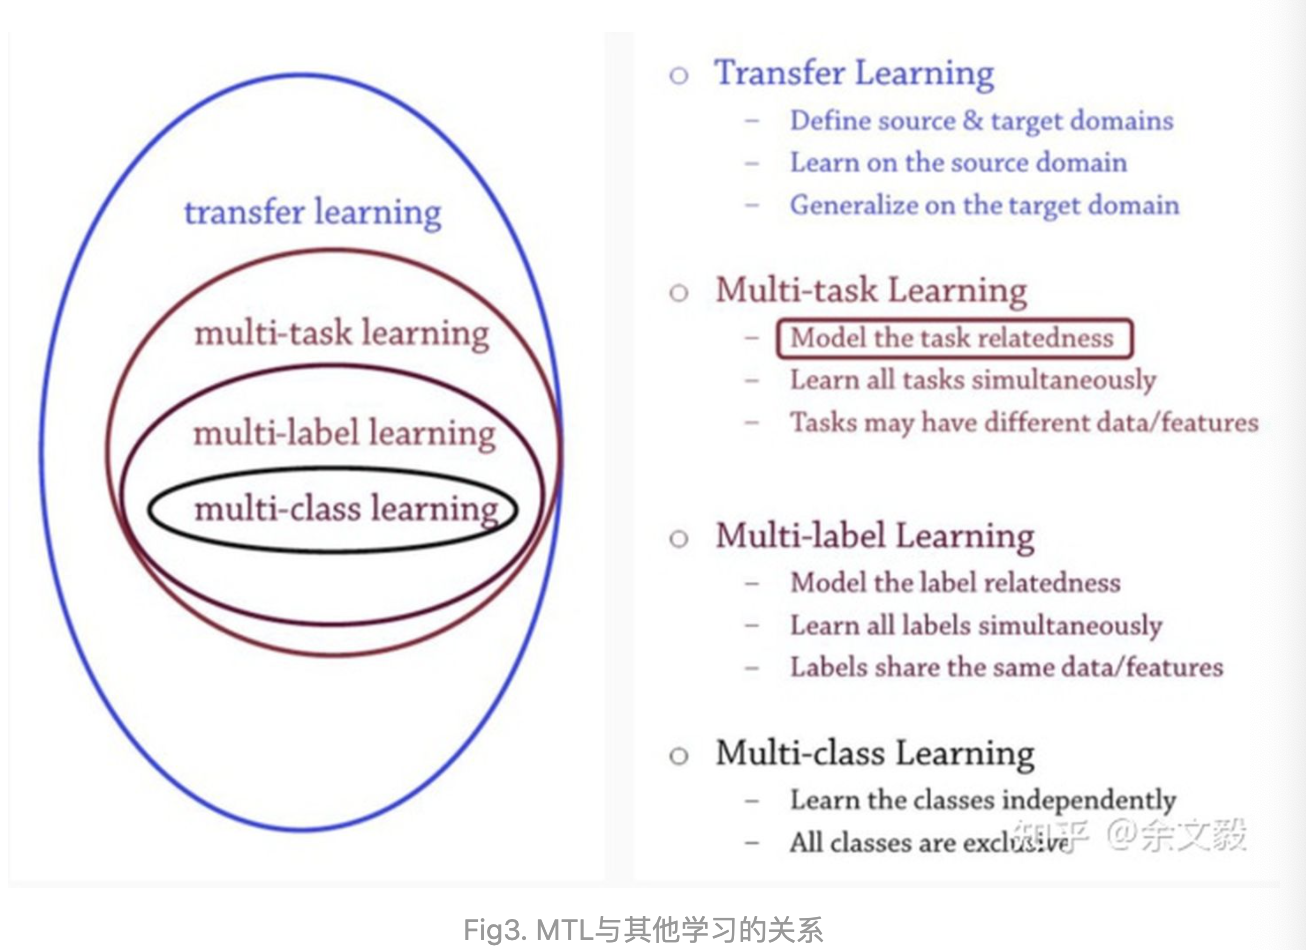 transfer learning
multi-task learning
multi-label learning
multi-class learning
Transfer Learning
– Define source & target domains
– Learn on the source domain
– Generalize on the target domain
Multi-task Learning
– Model the task relatedness
– Learn all tasks simultaneously
– Tasks may have different data/features
Multi-label Learning
– Model the label relatedness
– Learn all labels simultaneously
– Labels share the same data/features
Multi-class Learning
– Learn the classes independently
– All classes are exclusive
知乎 @余文毅
Fig3. MTL与其他学习的关系